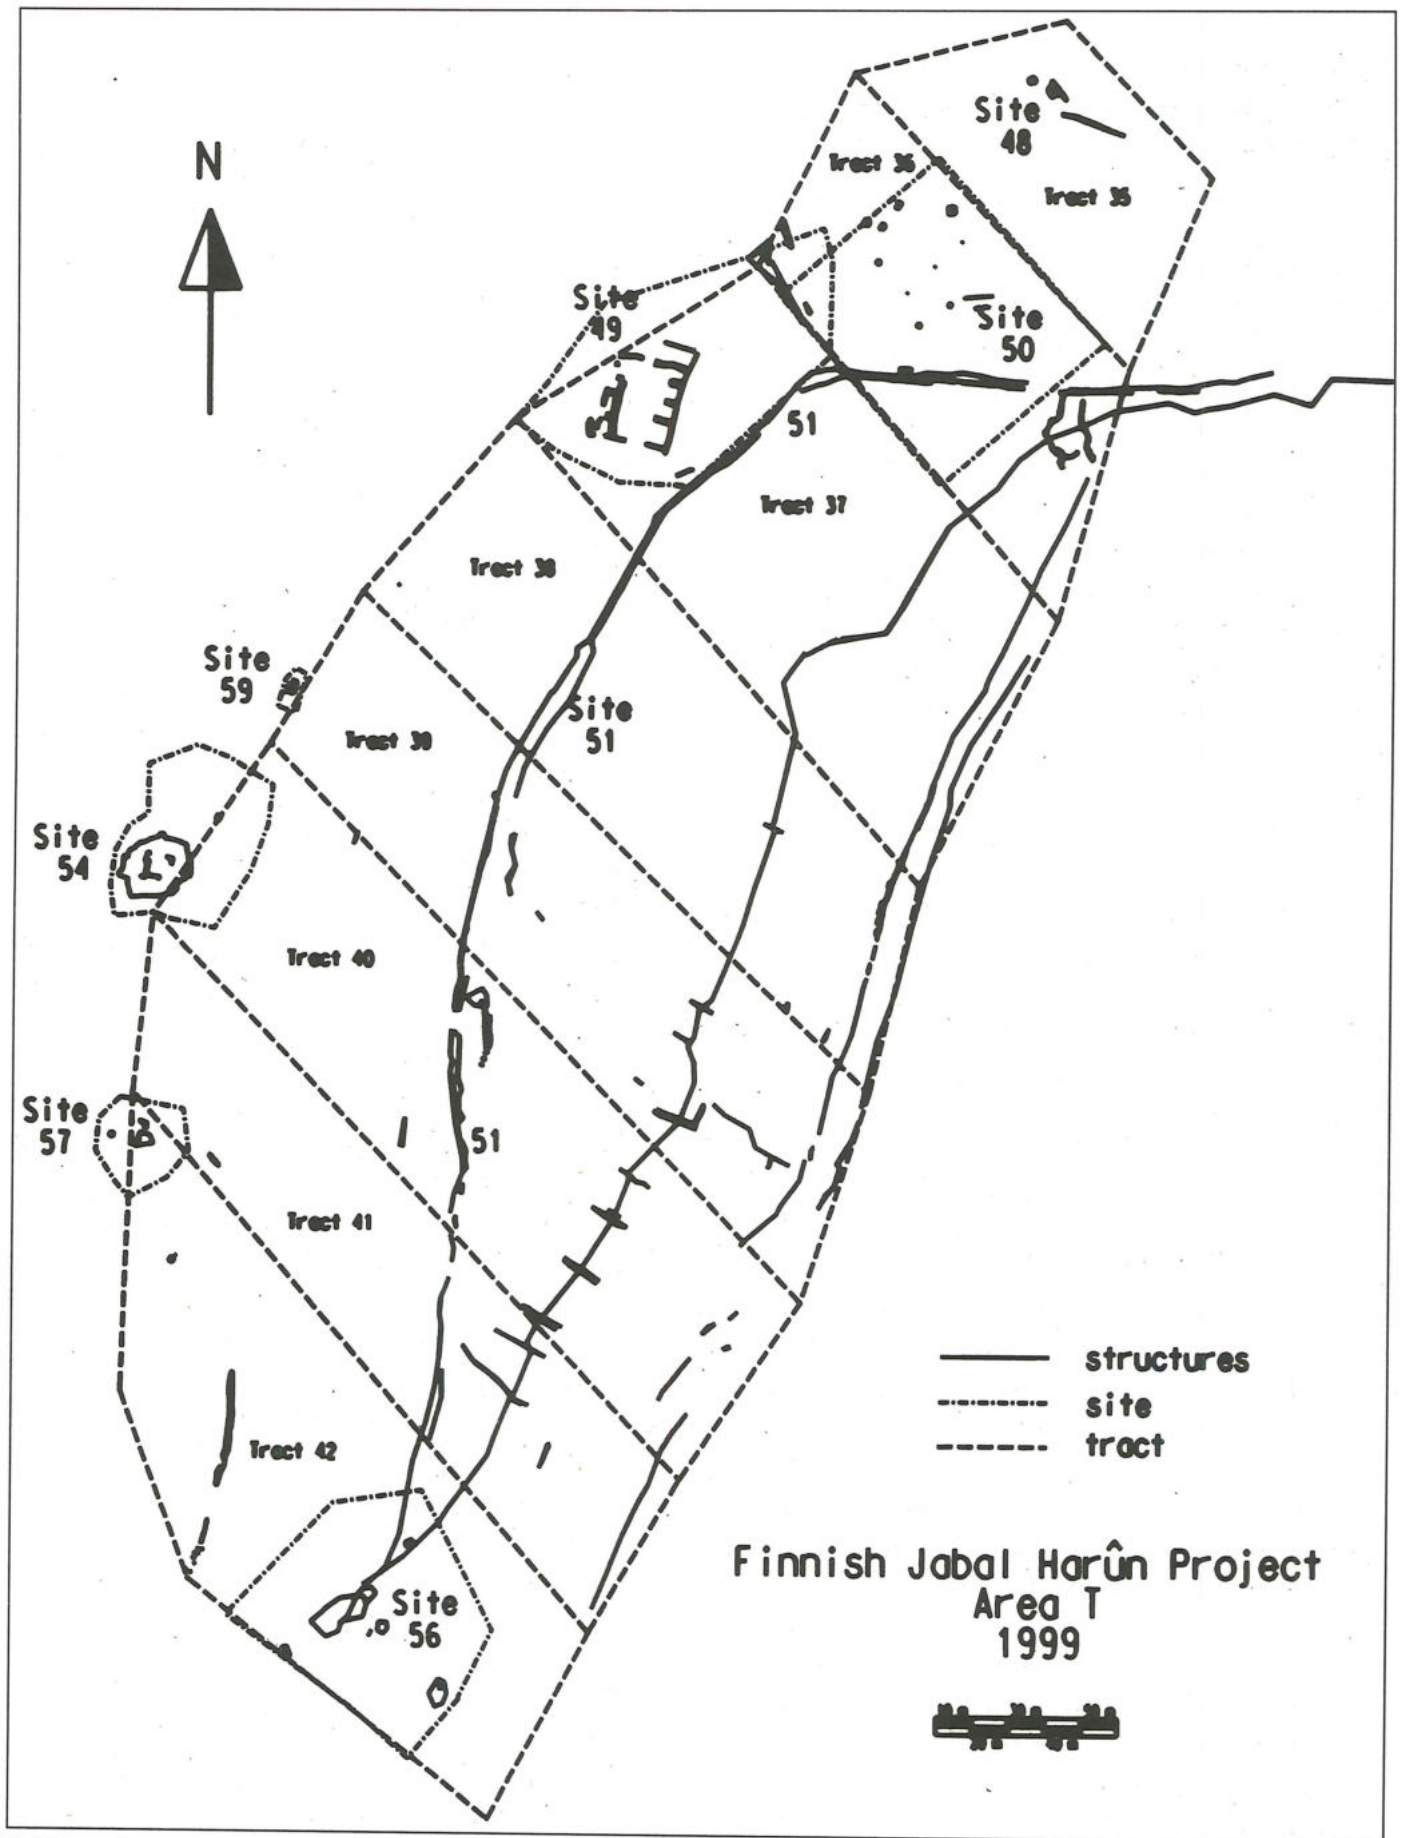 N
Site
48
Tract 36
Tract 35
Site
49
Site
50
51
Tract 37
Tract 38
Site
59
Site
51
Tract 39
Site
54
Tract 40
Site
57
51
Tract 41
structures
site
tract
Tract 42
Finnish Jabal Harûn Project
Area T
1999
Site
56